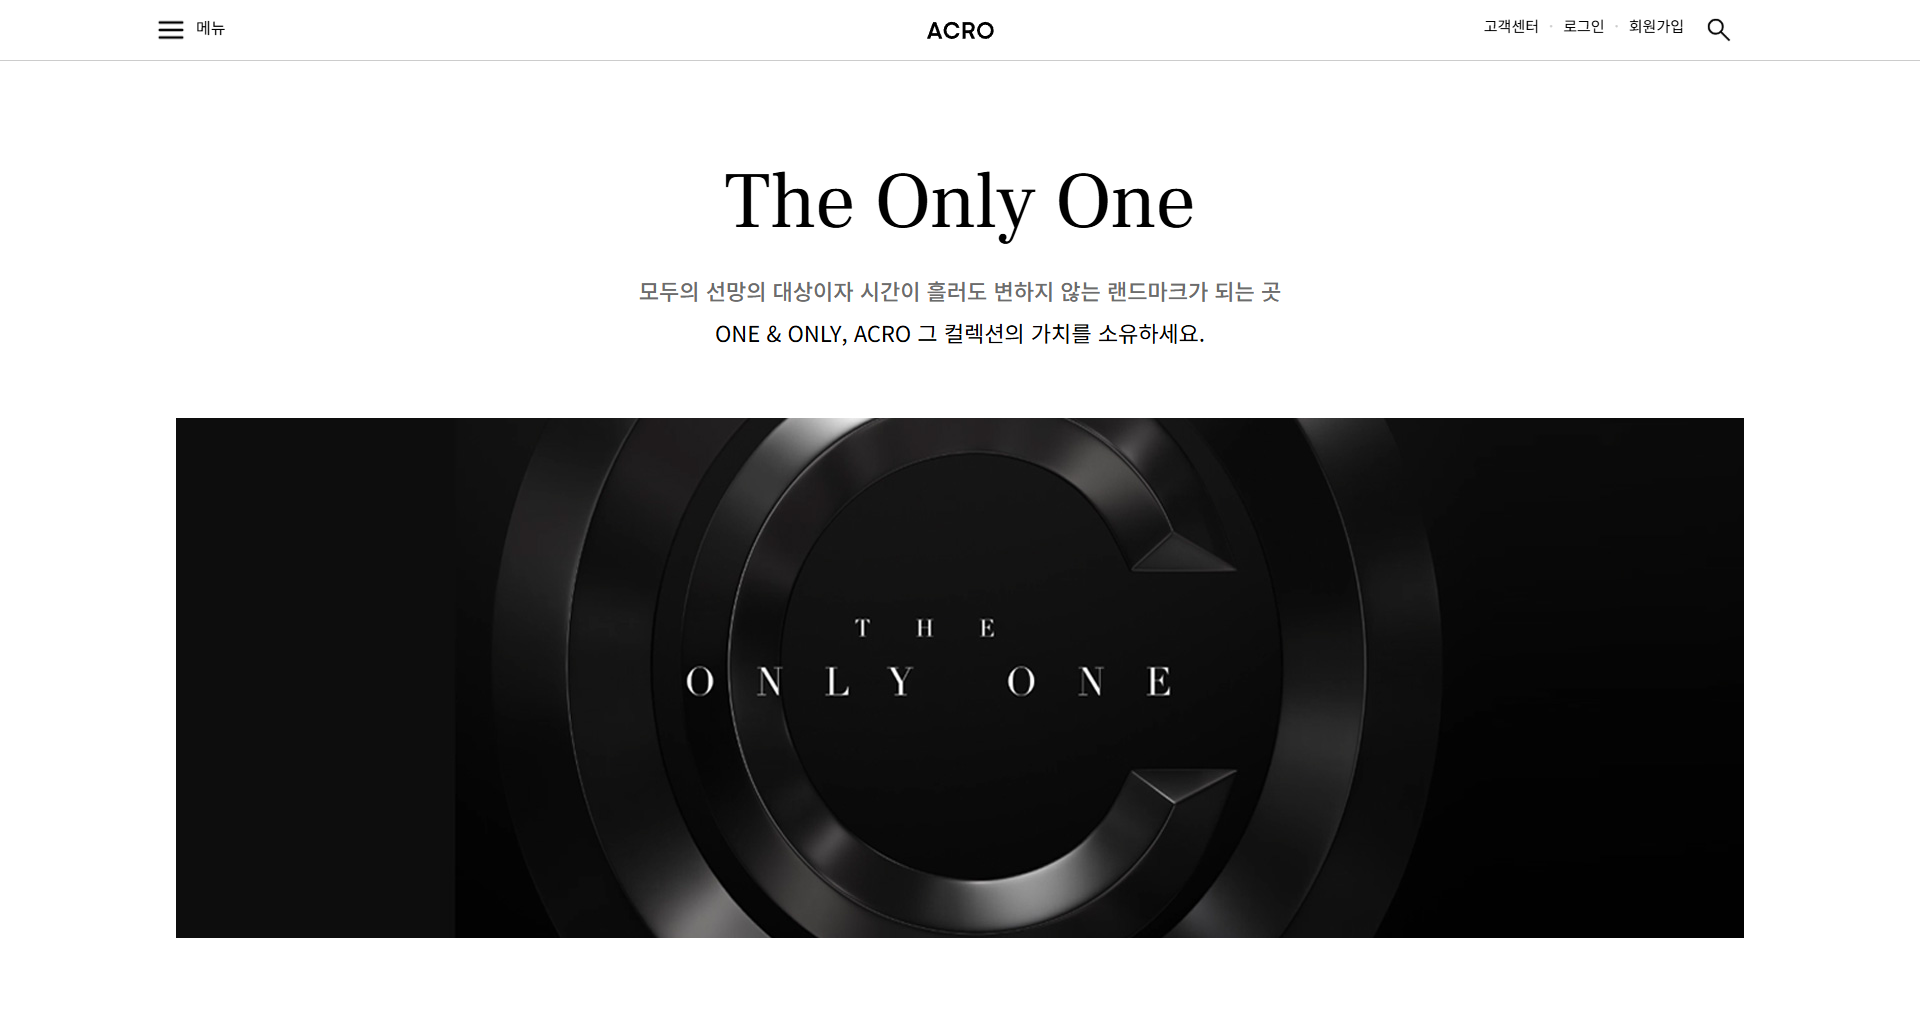 메뉴
ACRO
고객센터 · 로그인 · 회원가입
The Only One
모두의 선망의 대상이자 시간이 흘러도 변하지 않는 랜드마크가 되는 곳
ONE & ONLY, ACRO 그 컬렉션의 가치를 소유하세요.
THE
ONLY ONE